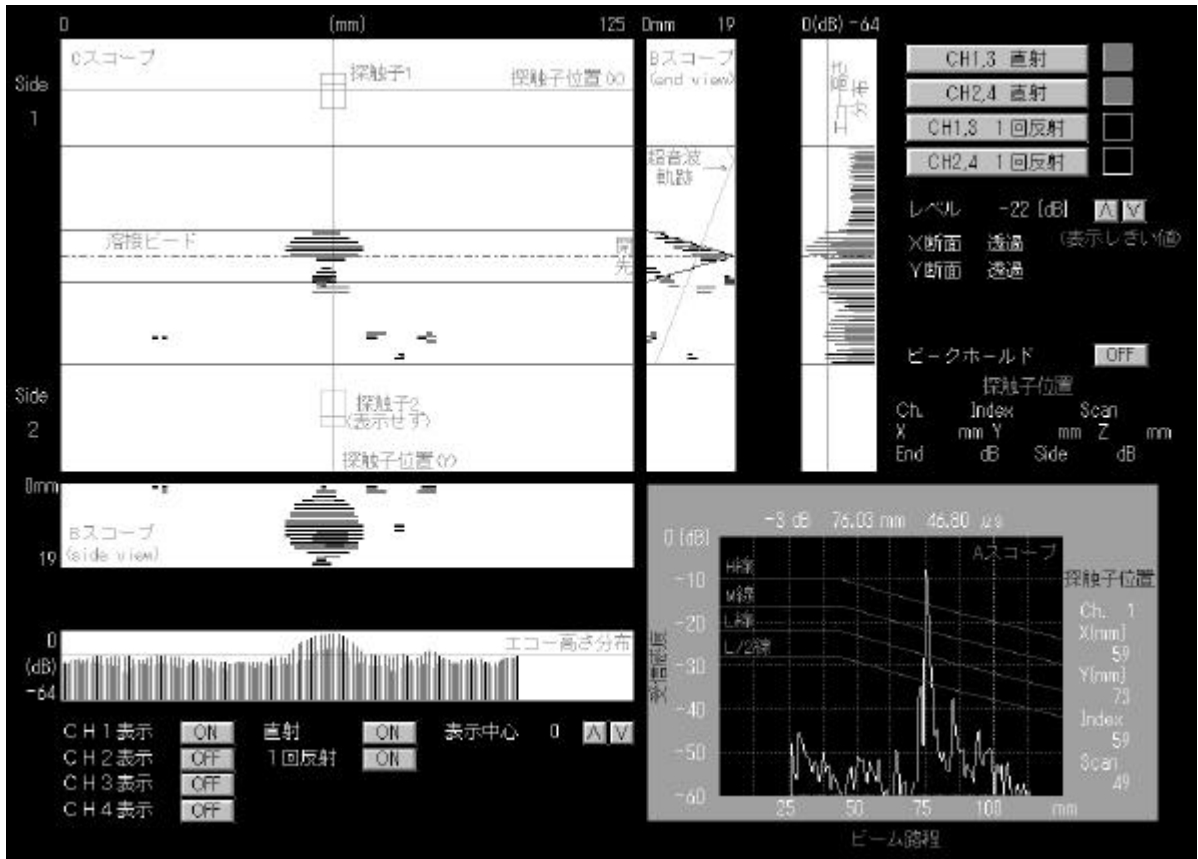 0 (mm) 125 0mm 19 0(dB) -64
Cスコープ
探触子1
探触子位置(X)
Bスコープ
(end view)
エコー高さ
分布
Side
1
CH1,3 直射
CH2,4 直射
CH1,3 1回反射
CH2,4 1回反射
超音波
軌跡
レベル -22 [dB] Λ V
(表示しきい値)
X断面 透過
Y断面 透過
溶接ビード
開先
ピークホールド OFF
探触子位置
Ch. Index Scan
X mm Y mm Z mm
End dB Side dB
Side
2
探触子2
(表示せず)
探触子位置(Y)
0mm
Bスコープ
19 (side view)
0
(dB)
-64
エコー高さ分布
CH1表示 ON 直射 ON 表示中心 0 Λ V
CH2表示 OFF 1回反射 ON
CH3表示 OFF
CH4表示 OFF
-3 dB 76.03 mm 46.80 μs
0 (dB)
Aスコープ
-10 H線
M線
-20 L線
L/2線
-30
-40
-50
-60
受信感度
25 50 75 100 mm
ビーム路程
探触子位置
Ch. 1
X(mm)
59
Y(mm)
73
Index
59
Scan
49